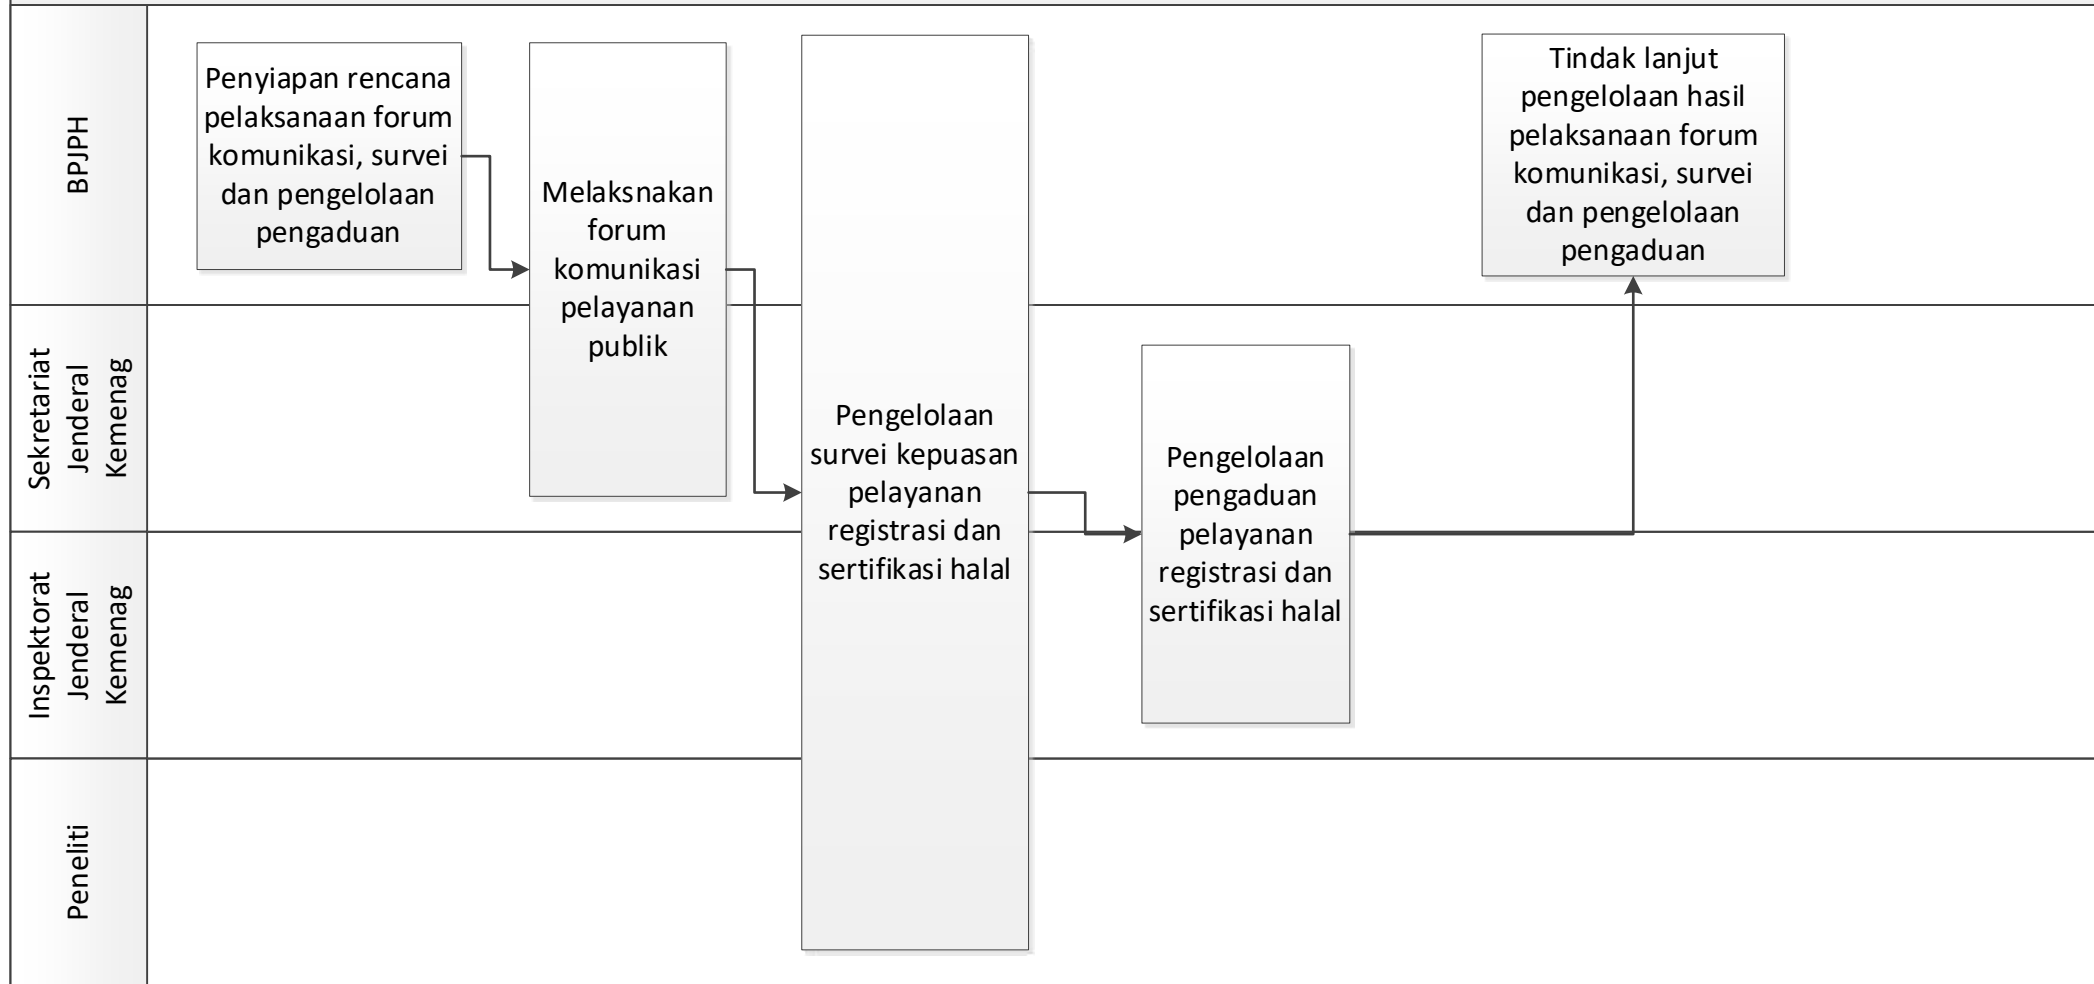 BPJPH
Penyiapan rencana
pelaksanaan forum
komunikasi, survei
dan pengelolaan
pengaduan
Melaksnakan
forum
komunikasi
pelayanan
publik
Pengelolaan
survei kepuasan
pelayanan
registrasi dan
sertifikasi halal
Tindak lanjut
pengelolaan hasil
pelaksanaan forum
komunikasi, survei
dan pengelolaan
pengaduan
Sekretariat
Jenderal
Kemenag
Pengelolaan
pengaduan
pelayanan
registrasi dan
sertifikasi halal
Inspektorat
Jenderal
Kemenag
Peneliti